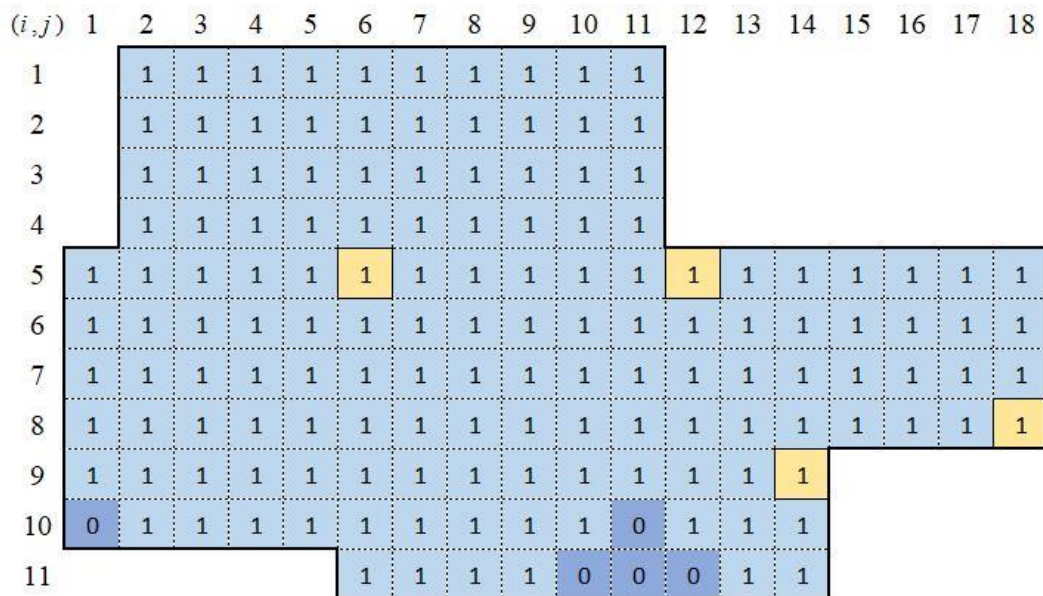 (i,j) 1 2 3 4 5 6 7 8 9 10 11 12 13 14 15 16 17 18
1 1 1 1 1 1 1 1 1 1 1
2 1 1 1 1 1 1 1 1 1 1
3 1 1 1 1 1 1 1 1 1 1
4 1 1 1 1 1 1 1 1 1 1
5 1 1 1 1 1 1 1 1 1 1 1 1 1 1 1 1 1 1
6 1 1 1 1 1 1 1 1 1 1 1 1 1 1 1 1 1 1
7 1 1 1 1 1 1 1 1 1 1 1 1 1 1 1 1 1 1
8 1 1 1 1 1 1 1 1 1 1 1 1 1 1 1 1 1 1
9 1 1 1 1 1 1 1 1 1 1 1 1 1 1
10 0 1 1 1 1 1 1 1 1 1 0 1 1 1
11 1 1 1 1 0 0 0 1 1